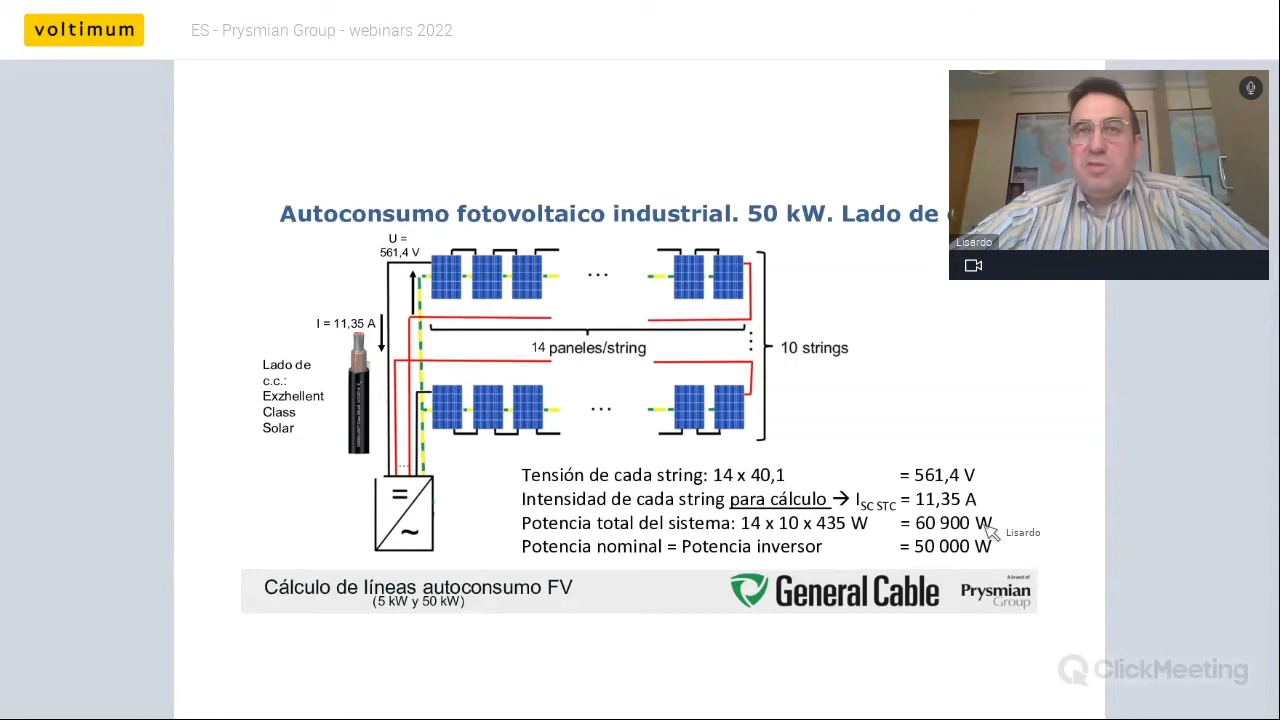 voltimum
ES - Prysmian Group - webinars 2022
Autoconsumo fotovoltaico industrial. 50 kW. Lado de
Lisardo
U =
561,4 V
I = 11,35 A
14 paneles/string
10 strings
Lado de
c.c.:
Exzhellent
Class
Solar
Tensión de cada string: 14 x 40,1 = 561,4 V
Intensidad de cada string para cálculo → I SC STC = 11,35 A
Potencia total del sistema: 14 x 10 x 435 W = 60 900 W
Lisardo
Potencia nominal = Potencia inversor = 50 000 W
Cálculo de líneas autoconsumo FV
(5 kW y 50 kW)
General Cable
A brand of
Prysmian
Group
ClickMeeting